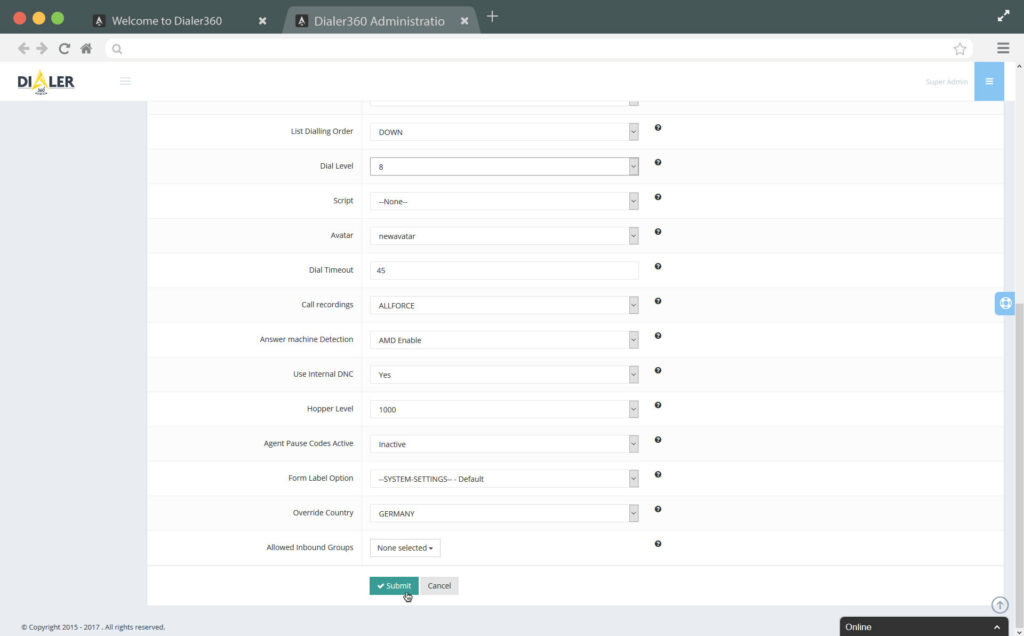 Welcome to Dialer360
Dialer360 Administratio
DIALER
360
Super Admin
List Dialling Order DOWN
Dial Level 8
Script --None--
Avatar newavatar
Dial Timeout 45
Call recordings ALLFORCE
Answer machine Detection AMD Enable
Use Internal DNC Yes
Hopper Level 1000
Agent Pause Codes Active Inactive
Form Label Option --SYSTEM-SETTINGS-- - Default
Override Country GERMANY
Allowed Inbound Groups None selected
Submit Cancel
© Copyright 2015 - 2017 . All rights reserved.
Online